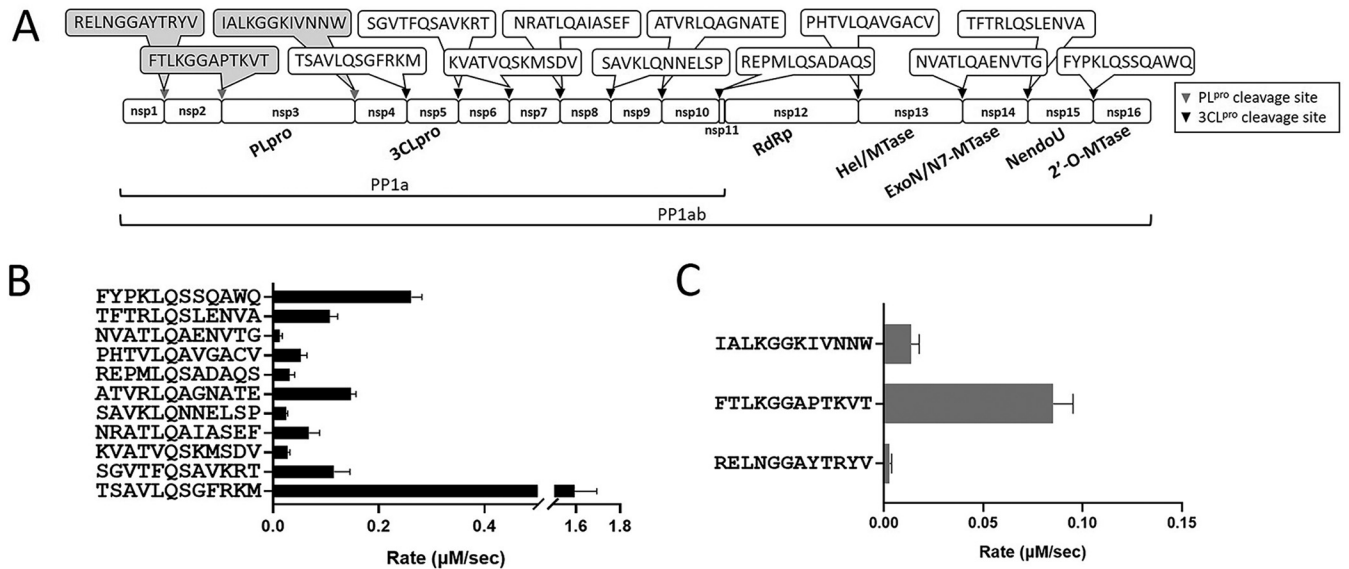 A
RELNGGAYTRYV
IALKGGKIVNNW
SGVTFQSAVKRT
NRATLQAIASEF
ATVRLQAGNATE
PHTVLQAVGACV
TFTRLQSLENVA
FTLKGGAPTKVT
TSAVLQSGFRKM
KVATVQSKMSDV
SAVKLQNNELSP
REPMLQSADAQS
NVATLQAENVTG
FYPKLQSSQAWQ
nsp1
nsp2
nsp3
nsp4
nsp5
nsp6
nsp7
nsp8
nsp9
nsp10
nsp11
nsp12
nsp13
nsp14
nsp15
nsp16
PLpro
3CLpro
RdRp
Hel/MTase
ExoN/N7-MTase
NendoU
2'-O-MTase
PP1a
PP1ab
PLpro cleavage site
3CLpro cleavage site
B
FYPKLQSSQAWQ
TFTRLQSLENVA
NVATLQAENVTG
PHTVLQAVGACV
REPMLQSADAQS
ATVRLQAGNATE
SAVKLQNNELSP
NRATLQAIASEF
KVATVQSKMSDV
SGVTFQSAVKRT
TSAVLQSGFRKM
0.0 0.2 0.4 1.6 1.8
Rate (µM/sec)
C
IALKGGKIVNNW
FTLKGGAPTKVT
RELNGGAYTRYV
0.00 0.05 0.10 0.15
Rate (µM/sec)